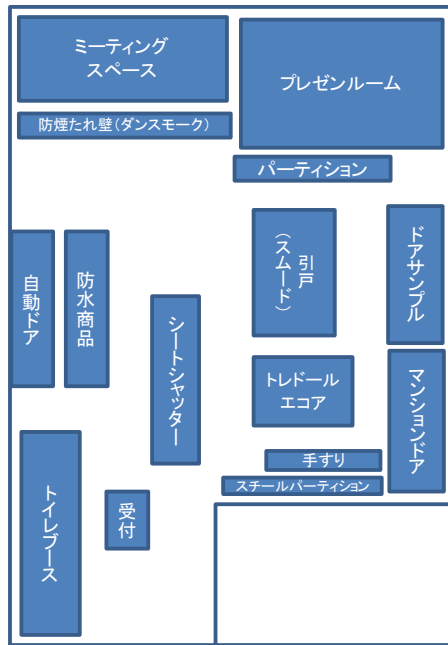 ミーティング
スペース
プレゼンルーム
防煙たれ壁(ダンスモーク)
パーティション
引戸
(スムード)
ドアサンプル
自動ドア
防水商品
シートシャッター
トレドール
エコア
マンションドア
手すり
スチールパーティション
トイレブース
受付